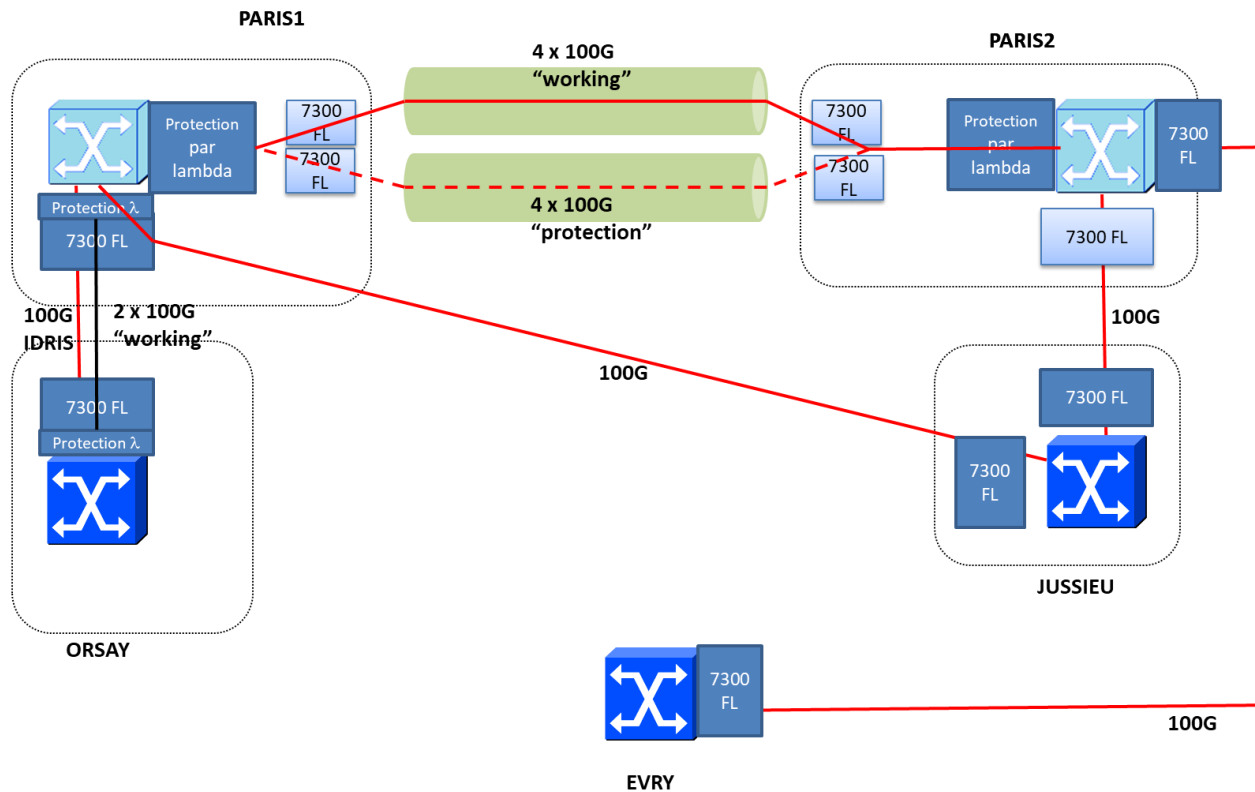 PARIS1
4 x 100G
“working”
PARIS2
Protection
par
lambda
7300
FL
7300
FL
7300
FL
7300
FL
Protection
par
lambda
7300
FL
Protection λ
7300 FL
4 x 100G
“protection”
7300 FL
100G
IDRIS
2 x 100G
“working”
100G
100G
7300 FL
Protection λ
7300 FL
7300
FL
JUSSIEU
ORSAY
7300
FL
100G
EVRY